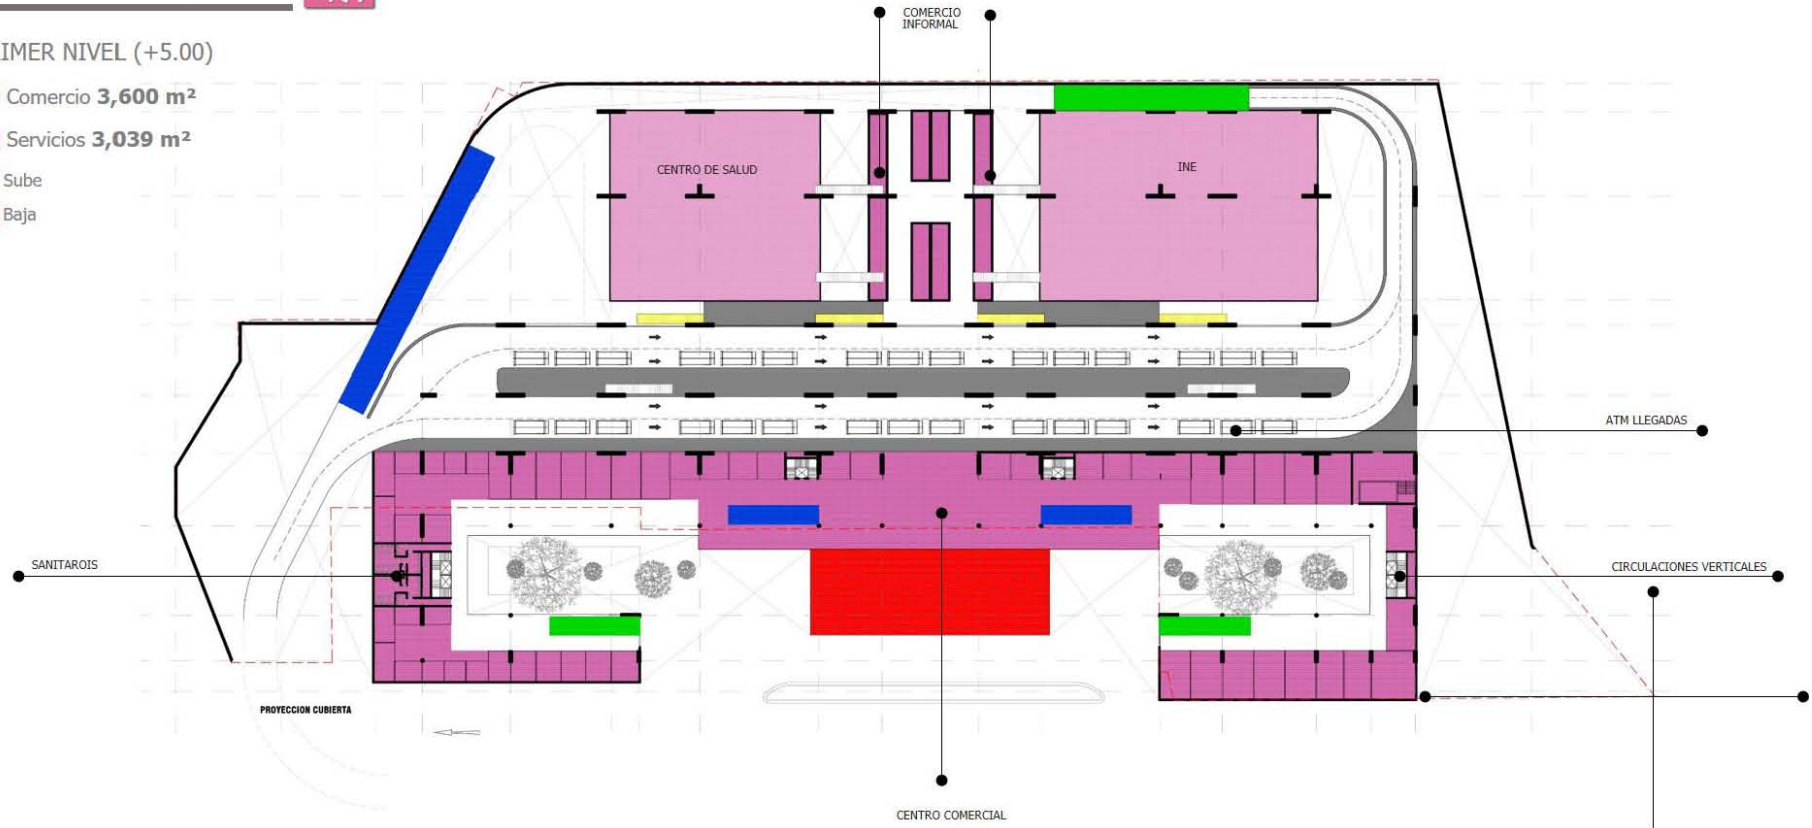 IMER NIVEL (+5.00)
Comercio 3,600 m²
Servicios 3,039 m²
Sube
Baja
COMERCIO
INFORMAL
CENTRO DE SALUD
INE
ATM LLEGADAS
SANITAROIS
CIRCULACIONES VERTICALES
PROYECCION CUBIERTA
CENTRO COMERCIAL